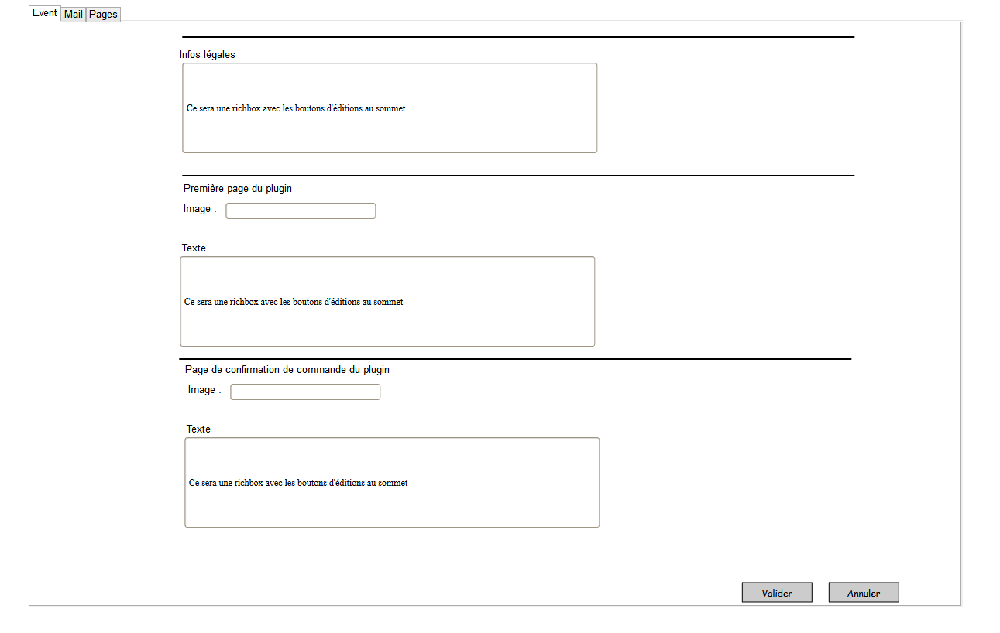 Event Mail Pages
Infos légales
Ce sera une richbox avec les boutons d'éditions au sommet
Première page du plugin
Image :
Texte
Ce sera une richbox avec les boutons d'éditions au sommet
Page de confirmation de commande du plugin
Image :
Texte
Ce sera une richbox avec les boutons d'éditions au sommet
Valider Annuler